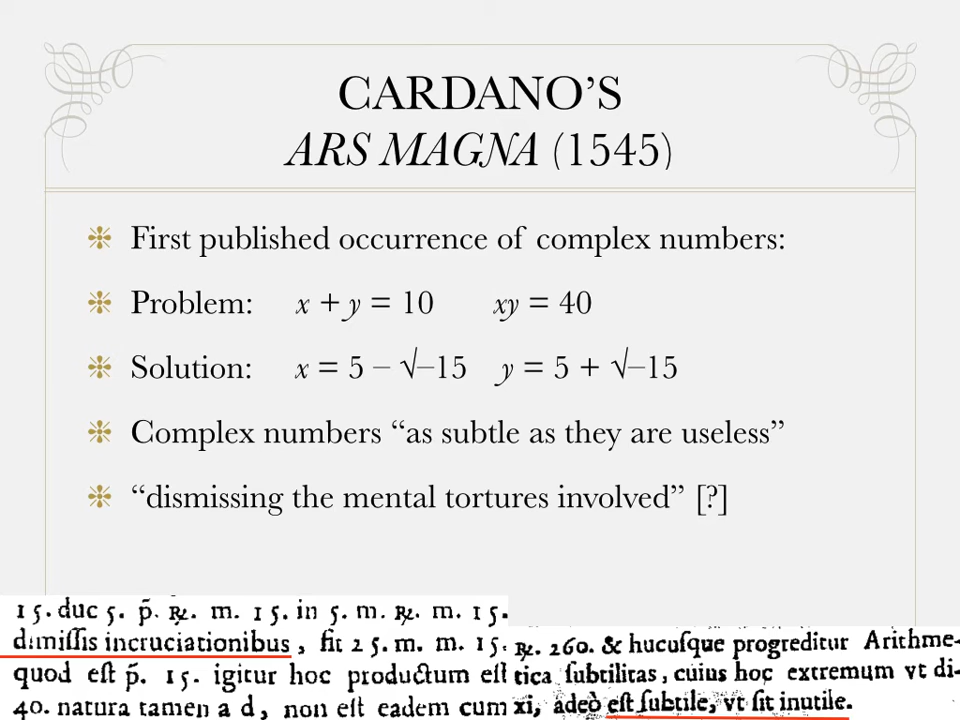 CARDANO’S
ARS MAGNA (1545)
First published occurrence of complex numbers:
Problem: x + y = 10 xy = 40
Solution: x = 5 – √–15 y = 5 + √–15
Complex numbers “as subtle as they are useless”
“dismissing the mental tortures involved” [?]
15. duc 5. p̃. ℞. m. 15. in 5. m. ℞. m. 15.
dimiſſis incruciationibus, fit 25. m. m. 15.
quod eſt p̃. 15. igitur hoc productum eſt
40. natura tamen a d, non eſt eadem cum
℞. 260. & hucuſque progreditur Arithme-
tica ſubtilitas, cuius hoc extremum vt di-
xi, adeò eſt ſubtile, vt ſit inutile.